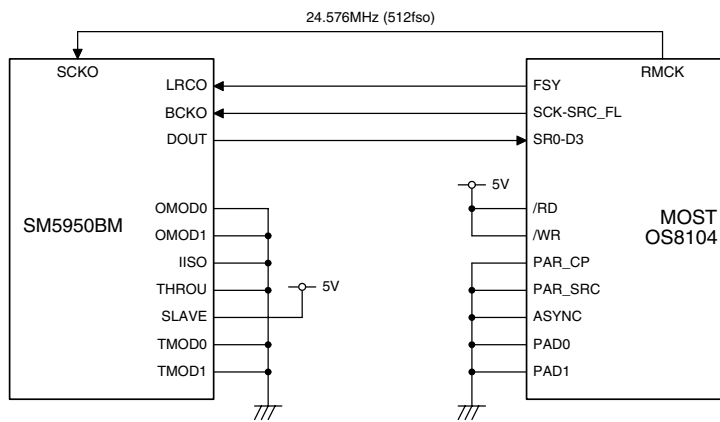 24.576MHz (512fso)
SCKO
RMCK
LRCO
FSY
BCKO
SCK-SRC_FL
DOUT
SR0-D3
5V
OMOD0
/RD
SM5950BM
OMOD1
/WR
MOST
OS8104
IISO
PAR_CP
THROU
5V
PAR_SRC
SLAVE
ASYNC
TMOD0
PAD0
TMOD1
PAD1